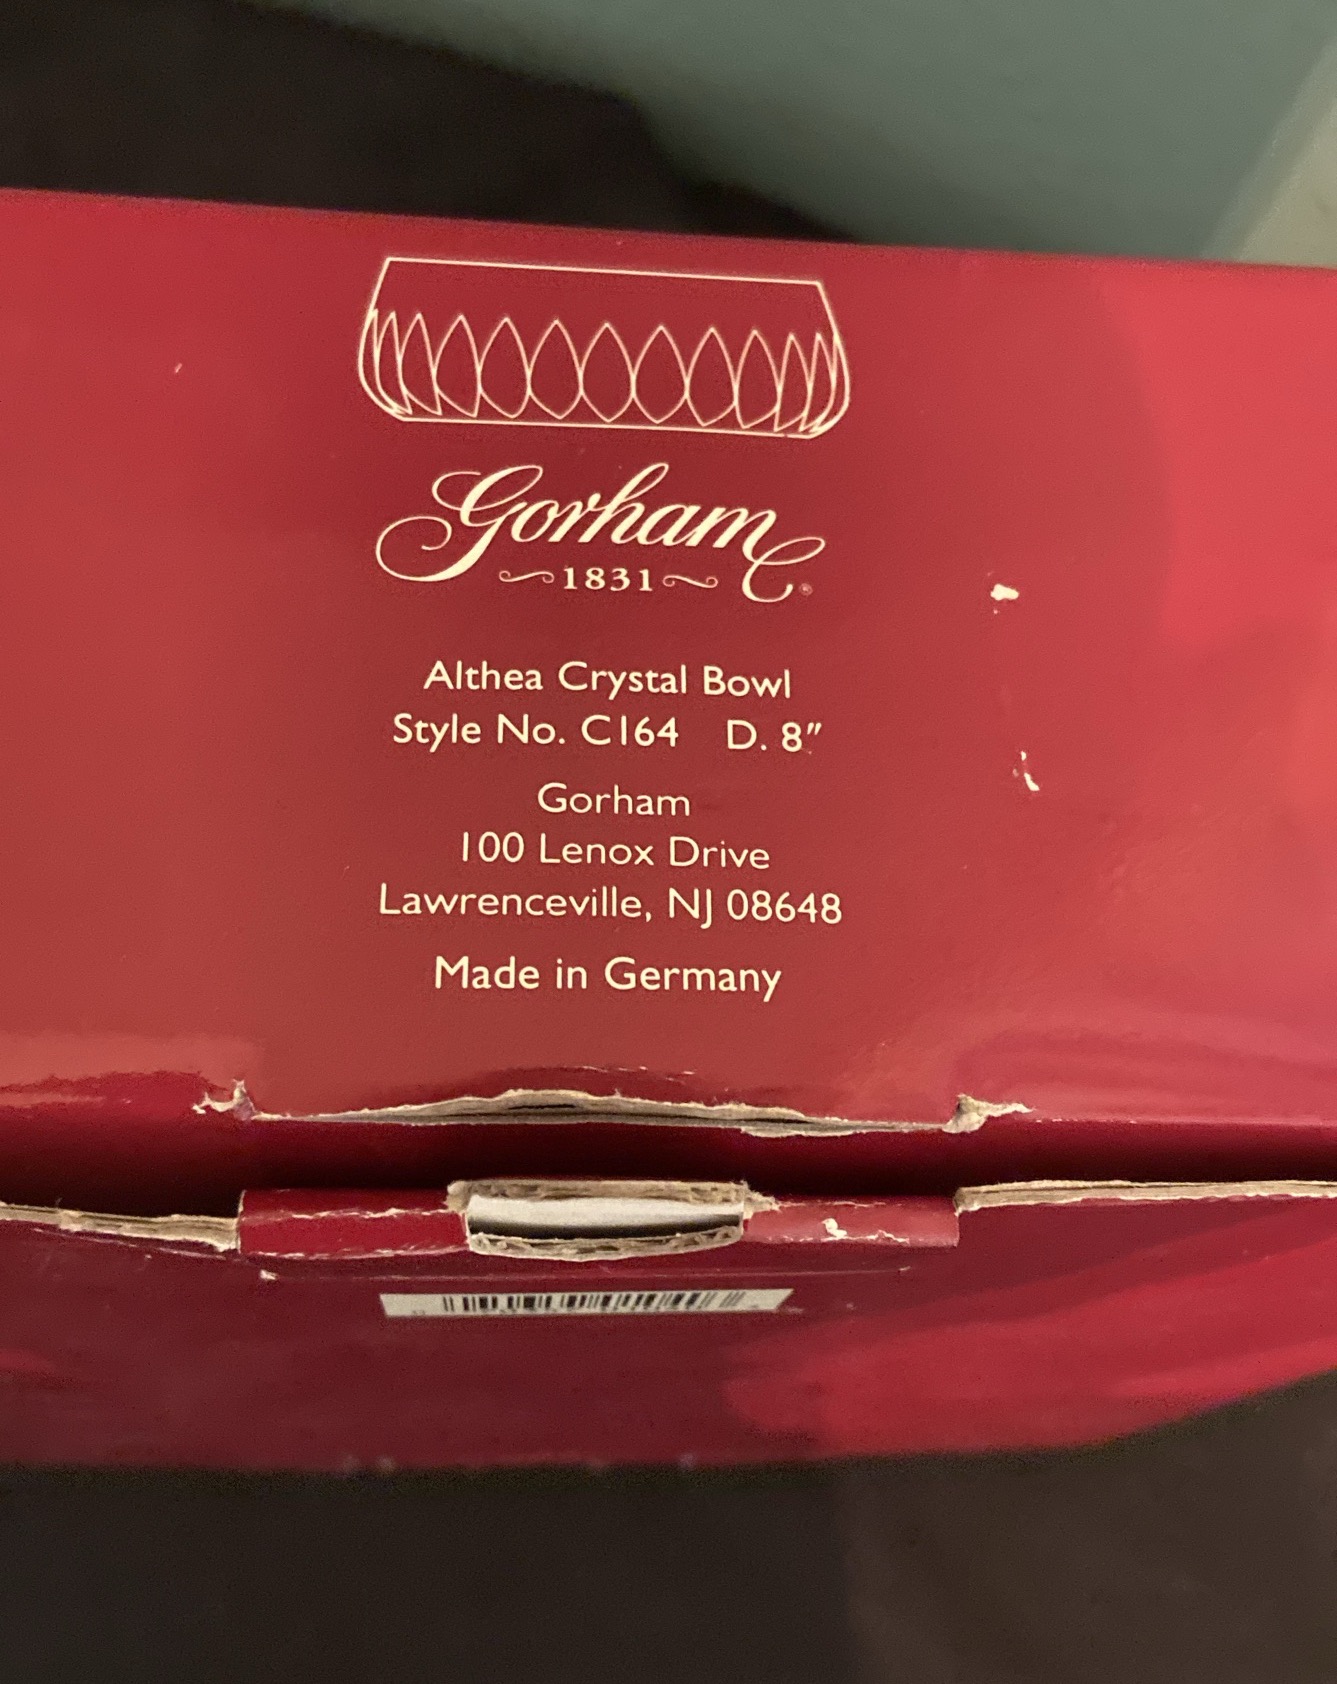 Gorham
1831
Althea Crystal Bowl
Style No. C164 D. 8"
Gorham
100 Lenox Drive
Lawrenceville, NJ 08648
Made in Germany